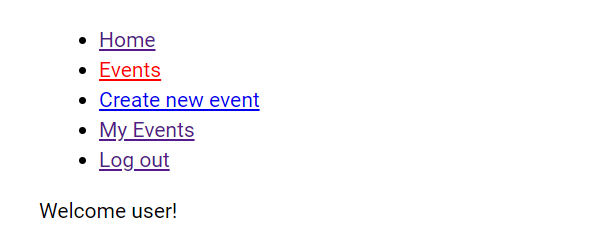 Home
Events
Create new event
My Events
Log out
Welcome user!